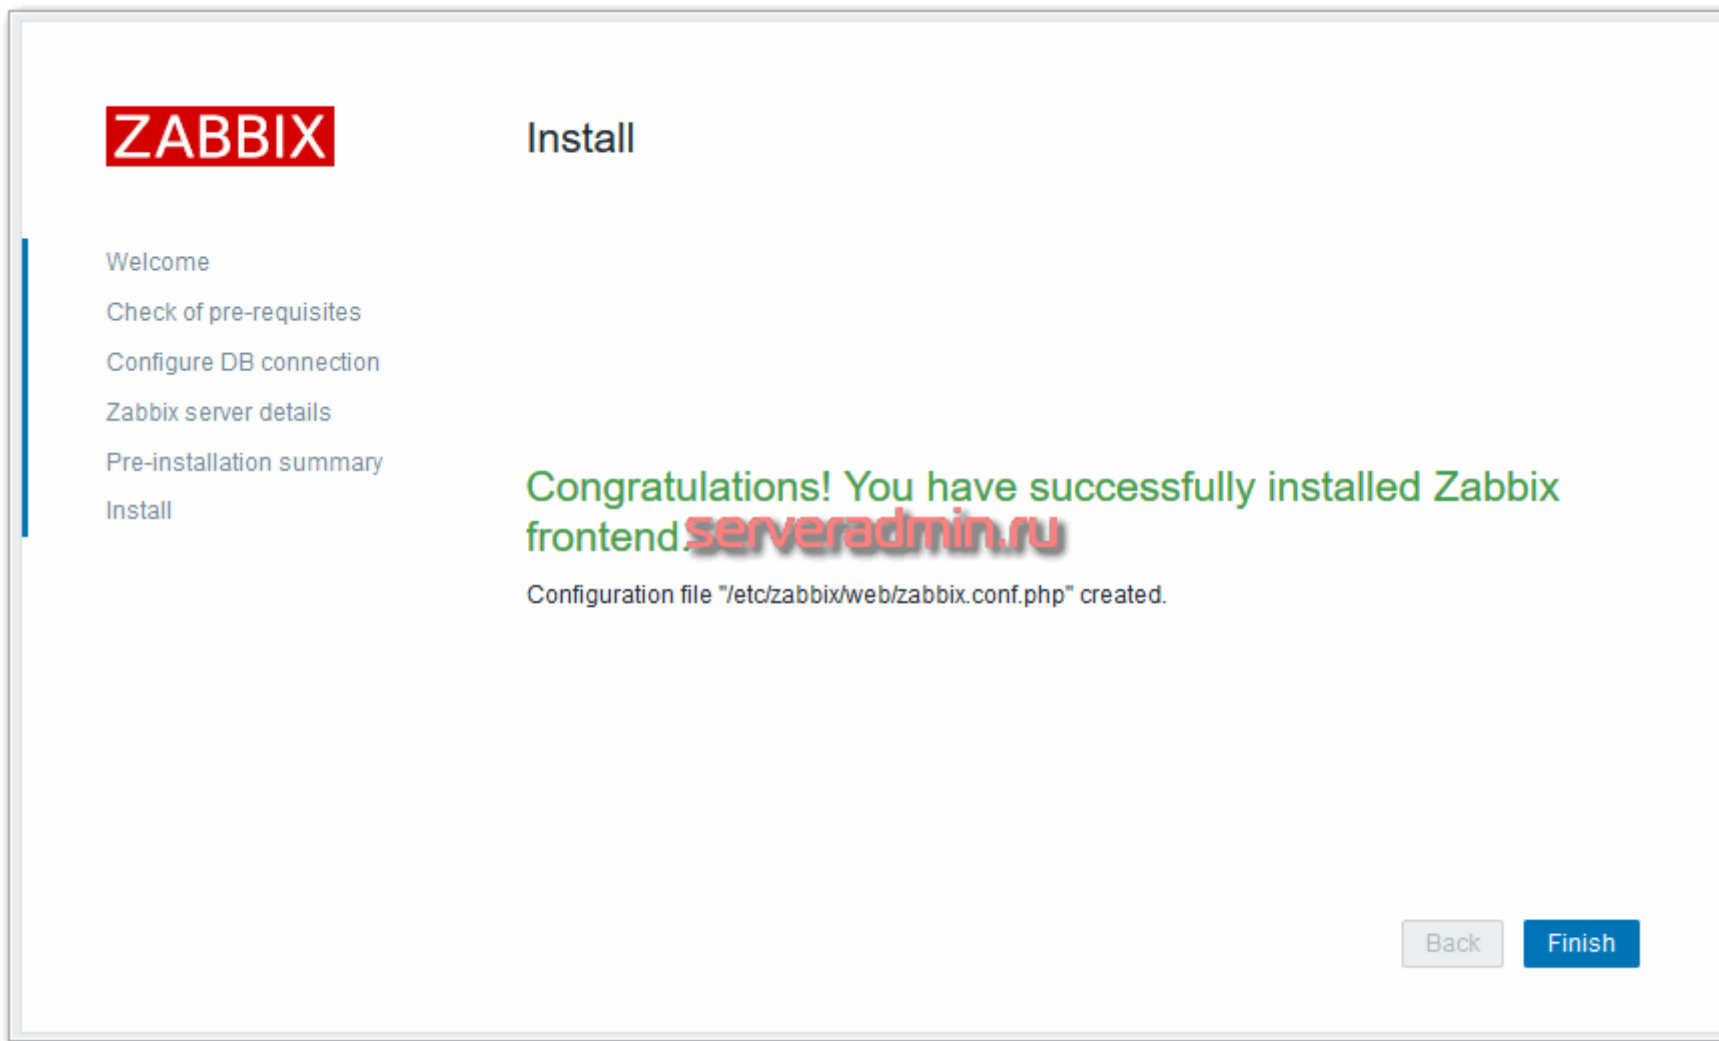 ZABBIX
Install
Welcome
Check of pre-requisites
Configure DB connection
Zabbix server details
Pre-installation summary
Install
Congratulations! You have successfully installed Zabbix
frontend.
serveradmin.ru
Configuration file "/etc/zabbix/web/zabbix.conf.php" created.
Back
Finish